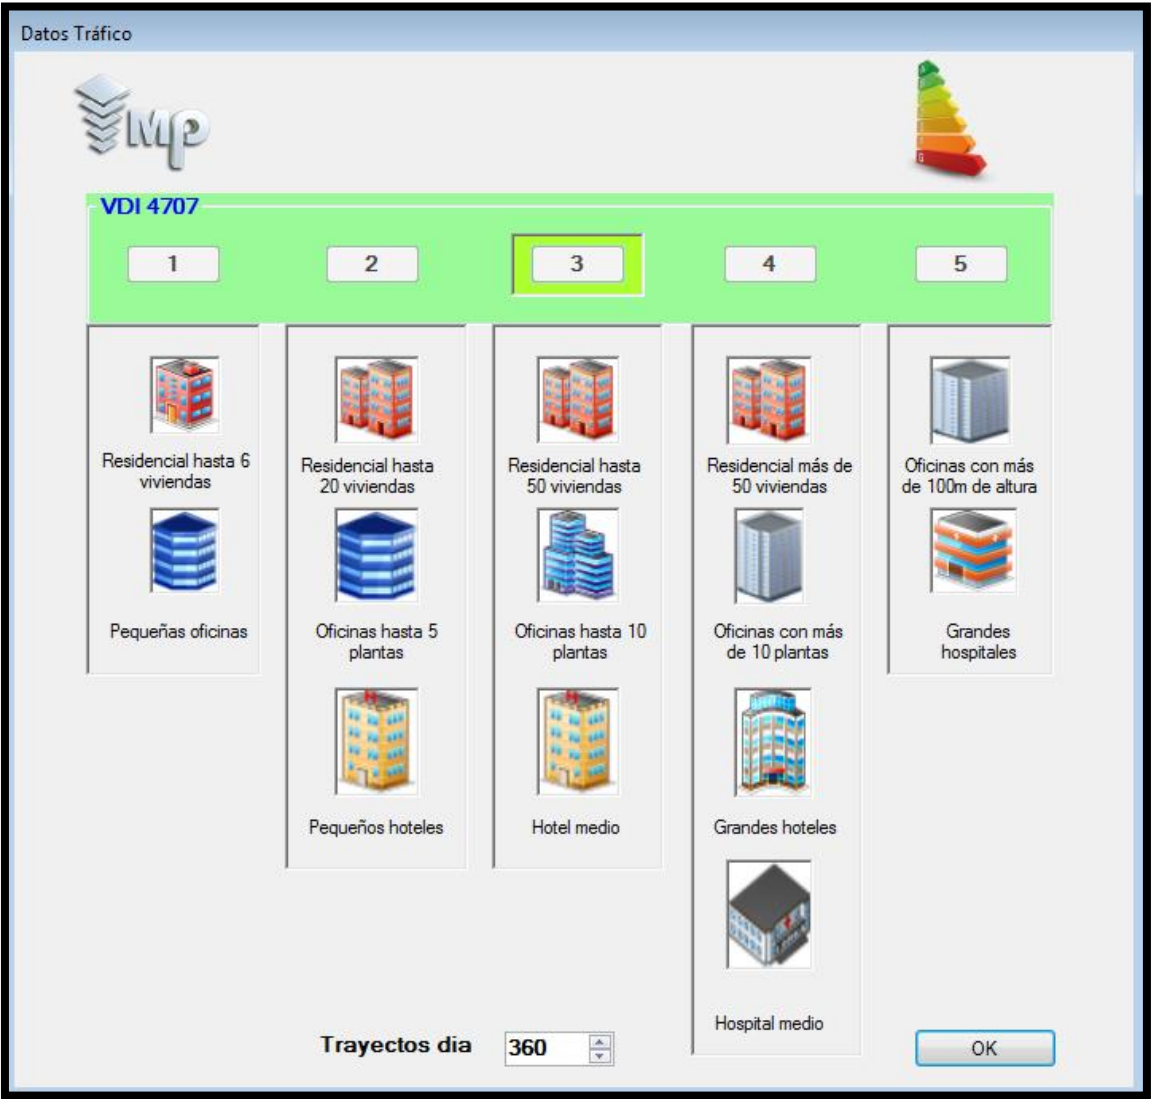 Datos Tráfico
MP
VDI 4707
1
2
3
4
5
Residencial hasta 6
viviendas
Pequeñas oficinas
Residencial hasta
20 viviendas
Oficinas hasta 5
plantas
Pequeños hoteles
Residencial hasta
50 viviendas
Oficinas hasta 10
plantas
Hotel medio
Residencial más de
50 viviendas
Oficinas con más
de 10 plantas
Grandes hoteles
Hospital medio
Oficinas con más
de 100m de altura
Grandes
hospitales
Trayectos dia
360
OK